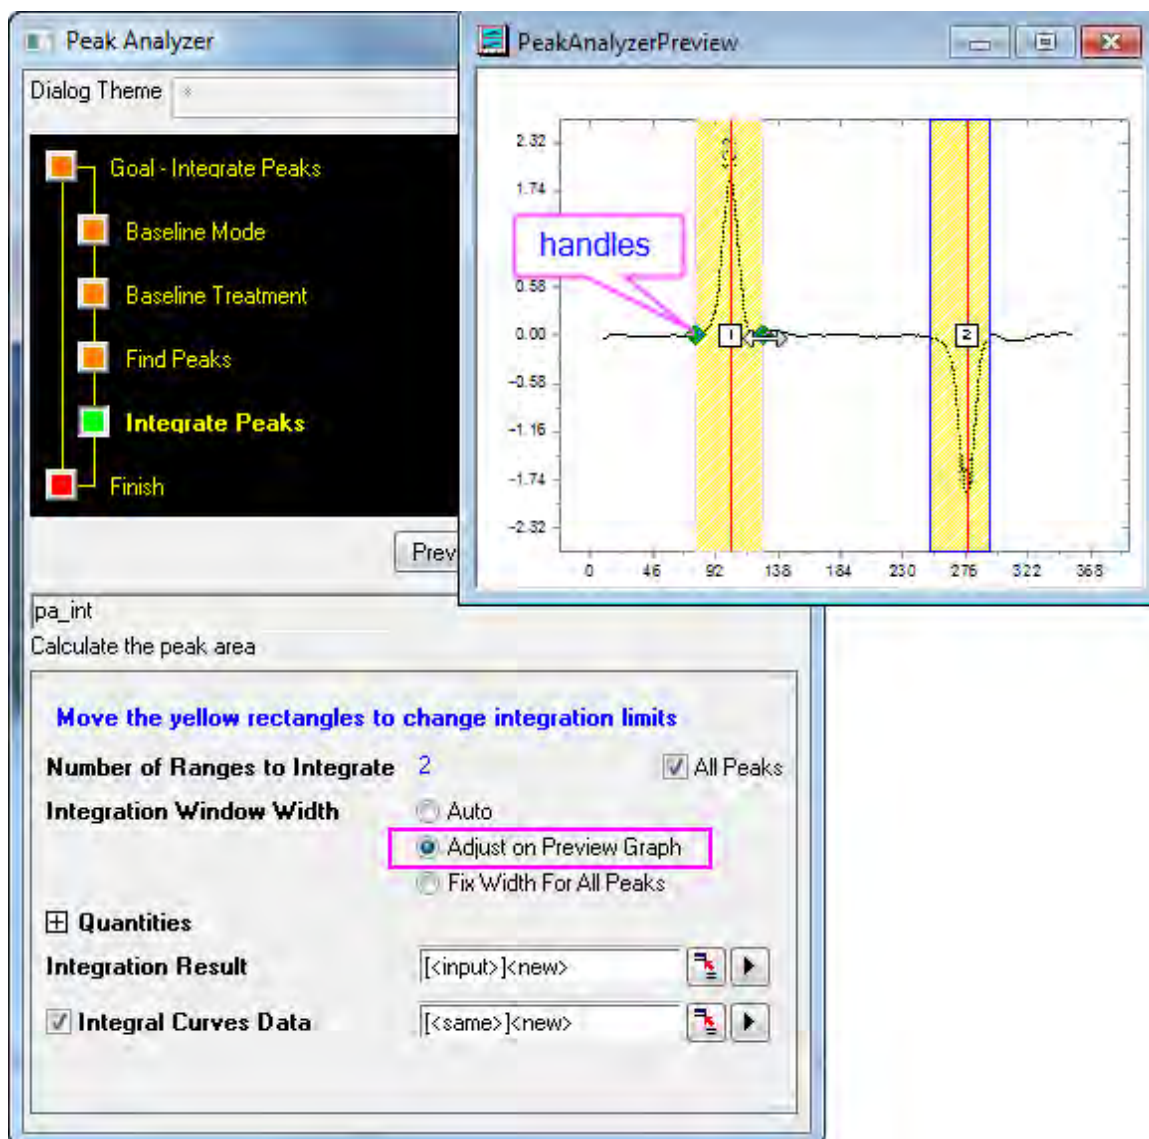 Peak Analyzer
Dialog Theme *
Goal - Integrate Peaks
Baseline Mode
Baseline Treatment
Find Peaks
Integrate Peaks
Finish
Prev
PeakAnalyzerPreview
2.32
1.74
handles
0.58
0.00
-0.58
-1.16
-1.74
-2.32
1
2
0 46 92 138 184 230 276 322 368
pa_int
Calculate the peak area
Move the yellow rectangles to change integration limits
Number of Ranges to Integrate 2 All Peaks
Integration Window Width Auto
Adjust on Preview Graph
Fix Width For All Peaks
Quantities
Integration Result [<input>]<new>
Integral Curves Data [<same>]<new>